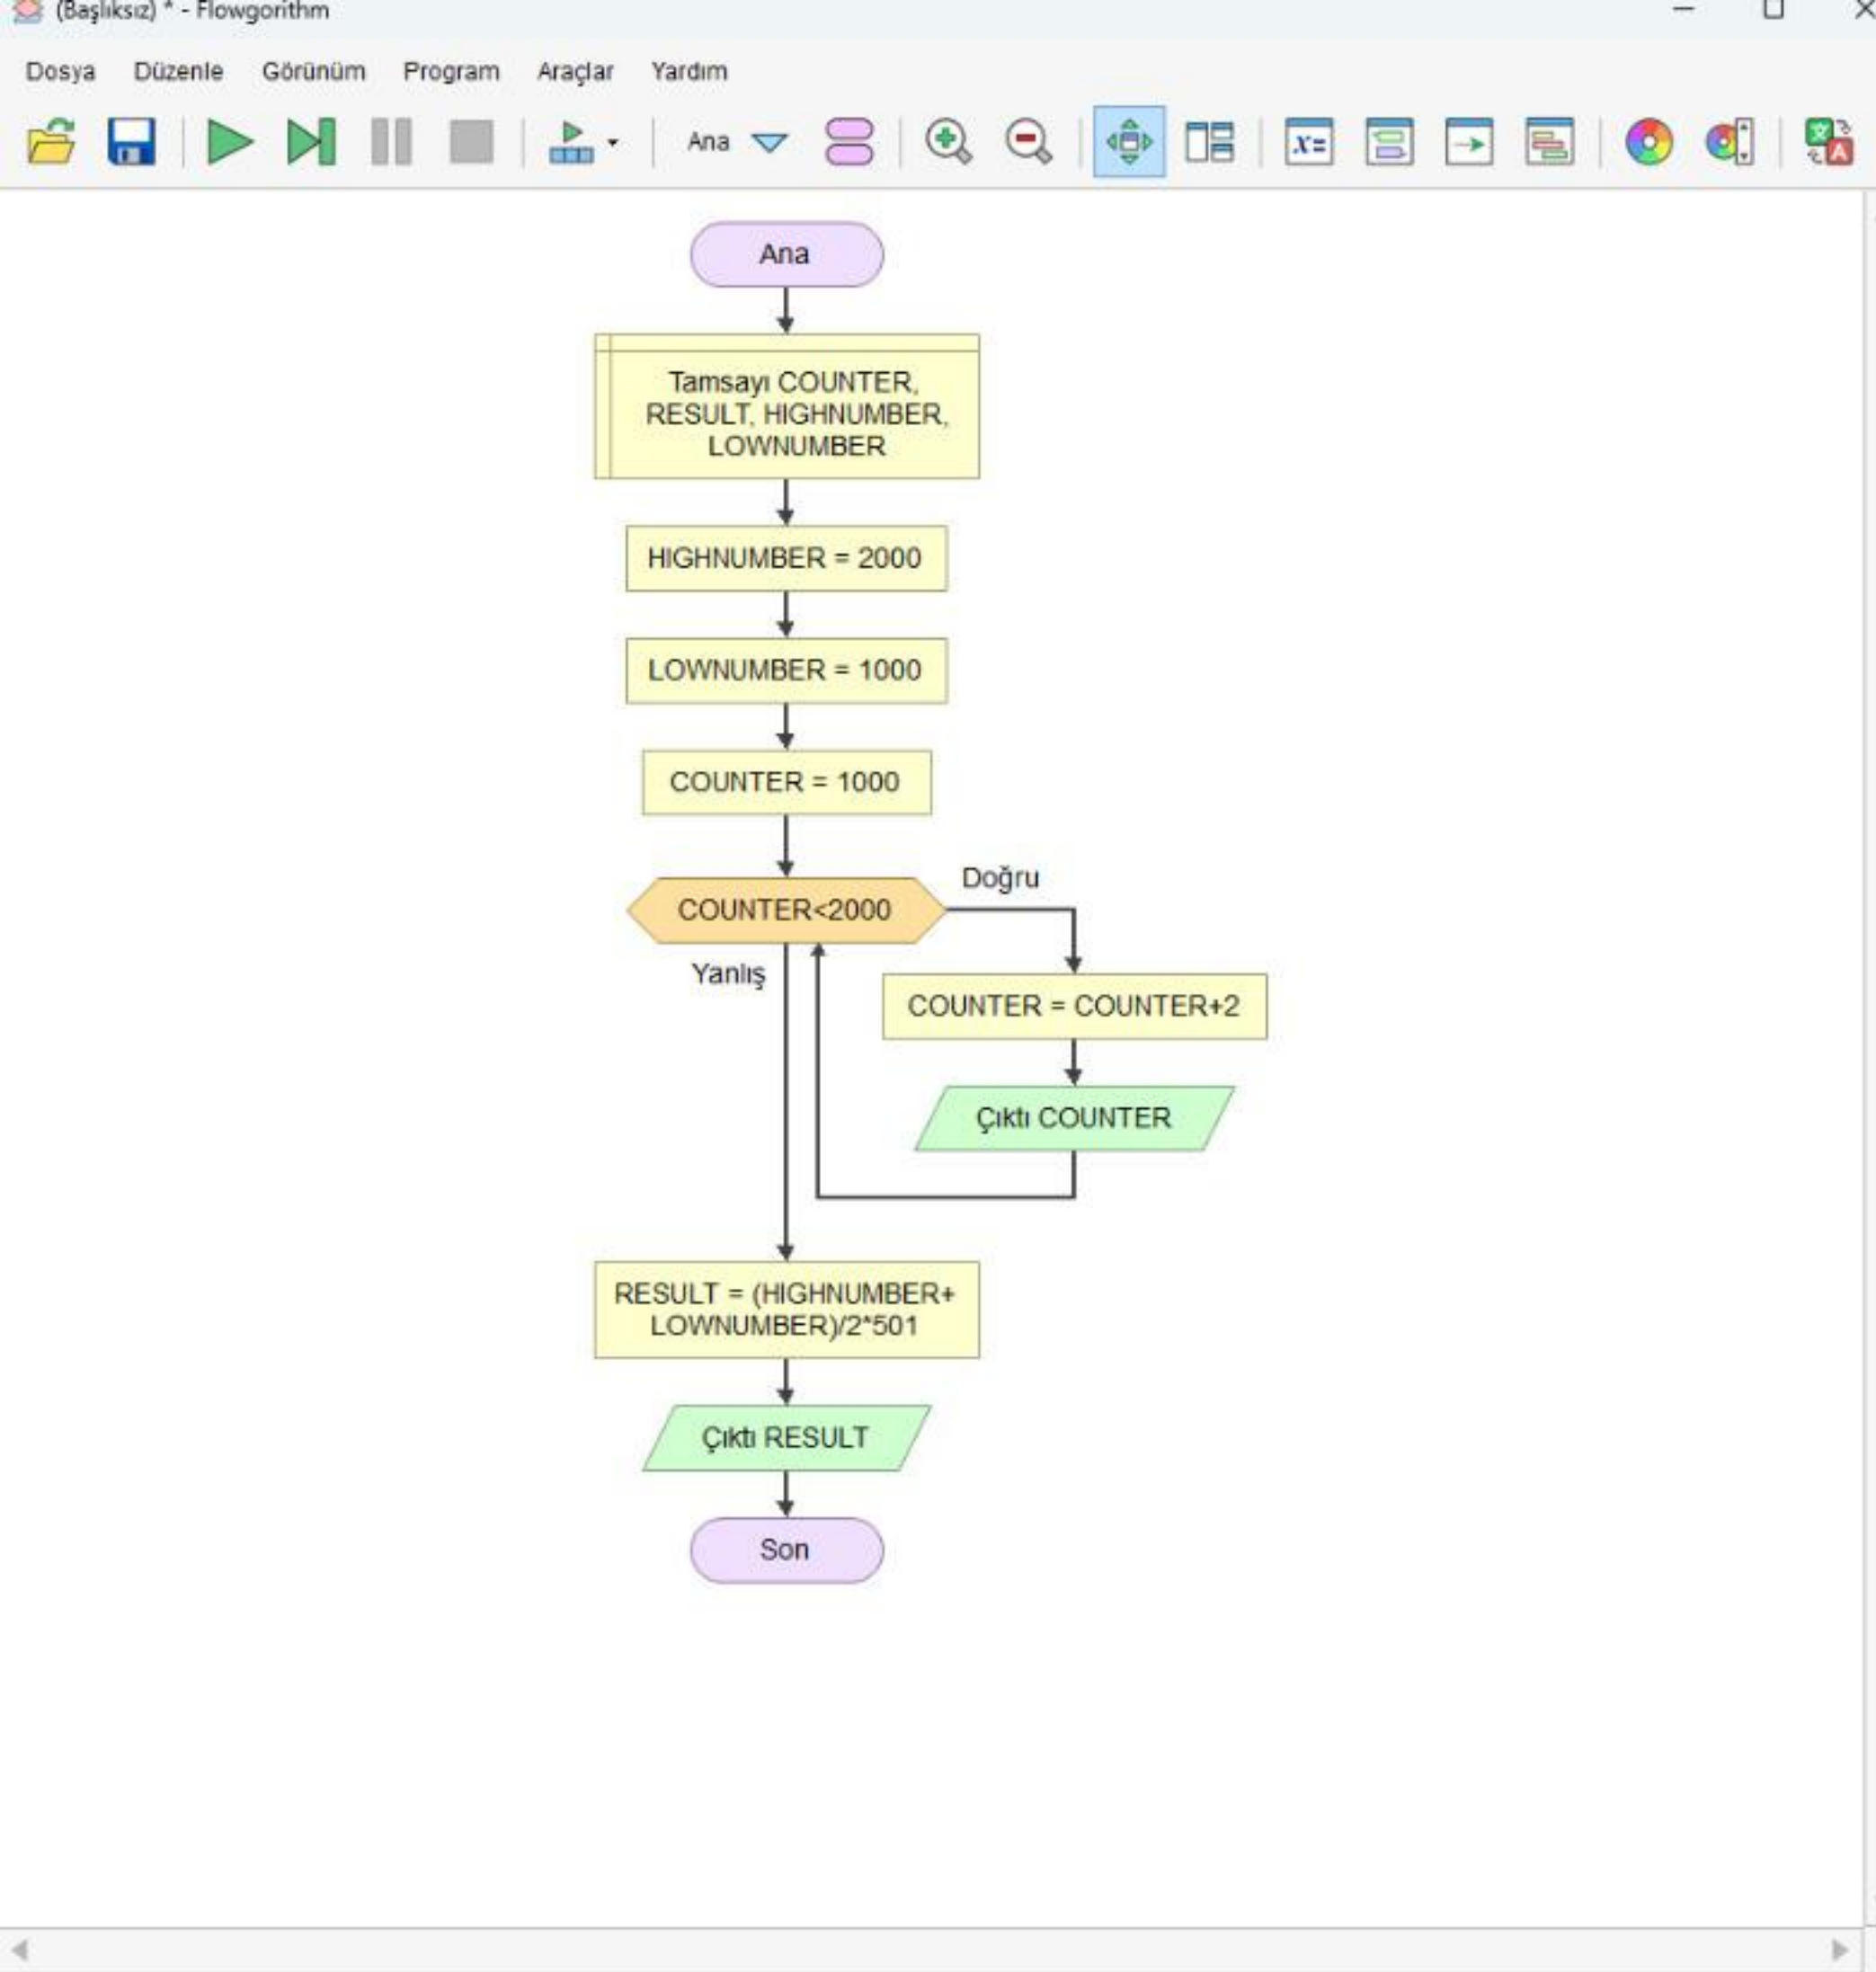 (Başlıksız) * - Flowgorithm
Dosya Düzenle Görünüm Program Araçlar Yardım
Ana x=
Ana
Tamsayı COUNTER,
RESULT, HIGHNUMBER,
LOWNUMBER
HIGHNUMBER = 2000
LOWNUMBER = 1000
COUNTER = 1000
Doğru
COUNTER<2000
Yanlış
COUNTER = COUNTER+2
Çıktı COUNTER
RESULT = (HIGHNUMBER+
LOWNUMBER)/2*501
Çıktı RESULT
Son